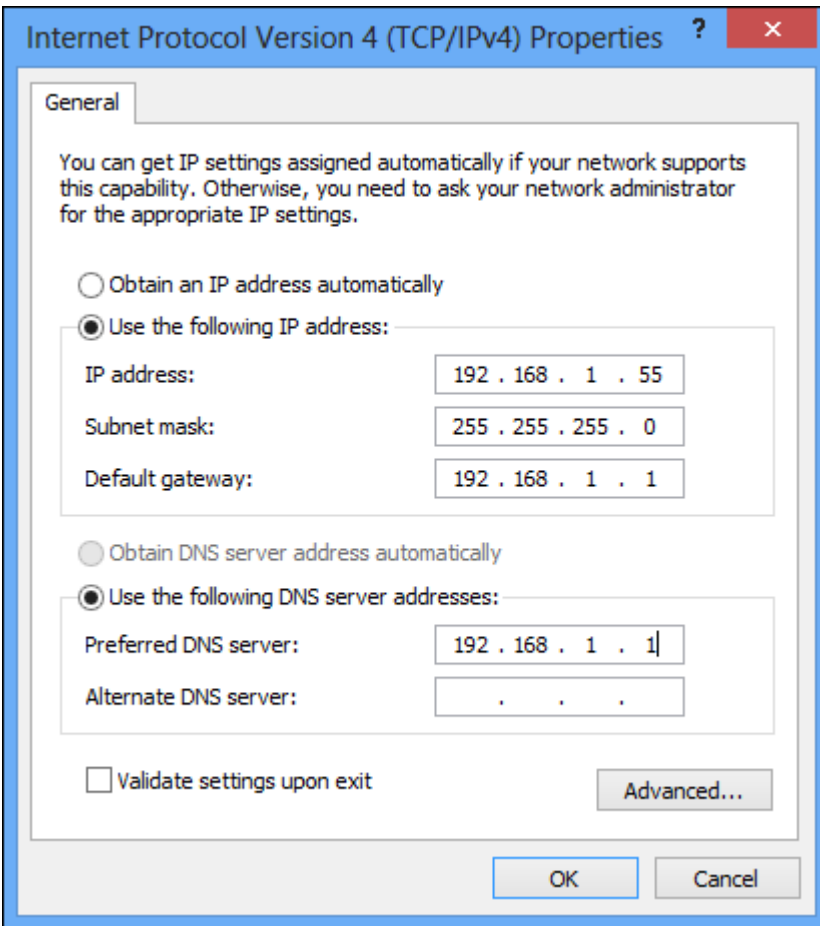 Internet Protocol Version 4 (TCP/IPv4) Properties ?
General
You can get IP settings assigned automatically if your network supports
this capability. Otherwise, you need to ask your network administrator
for the appropriate IP settings.
Obtain an IP address automatically
Use the following IP address:
IP address: 192 . 168 . 1 . 55
Subnet mask: 255 . 255 . 255 . 0
Default gateway: 192 . 168 . 1 . 1
Obtain DNS server address automatically
Use the following DNS server addresses:
Preferred DNS server: 192 . 168 . 1 . 1
Alternate DNS server: . . .
Validate settings upon exit
Advanced...
OK Cancel